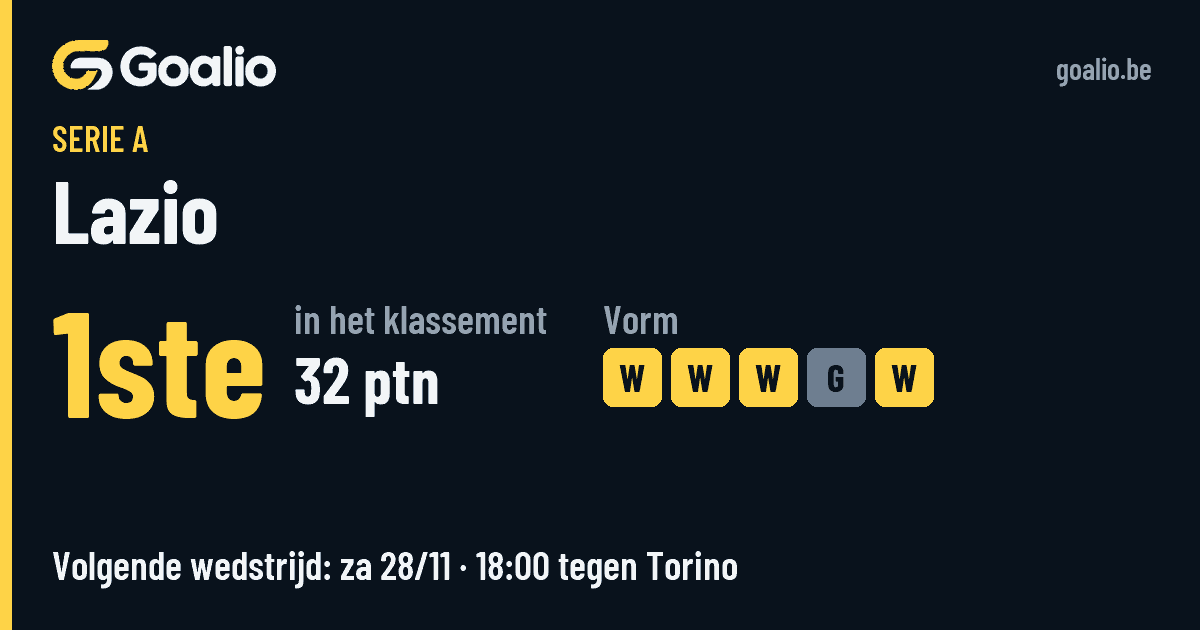 Goalio
goalio.be
SERIE A
Lazio
1ste
in het klassement
32 ptn
Vorm
W W W G W
Volgende wedstrijd: za 28/11 · 18:00 tegen Torino